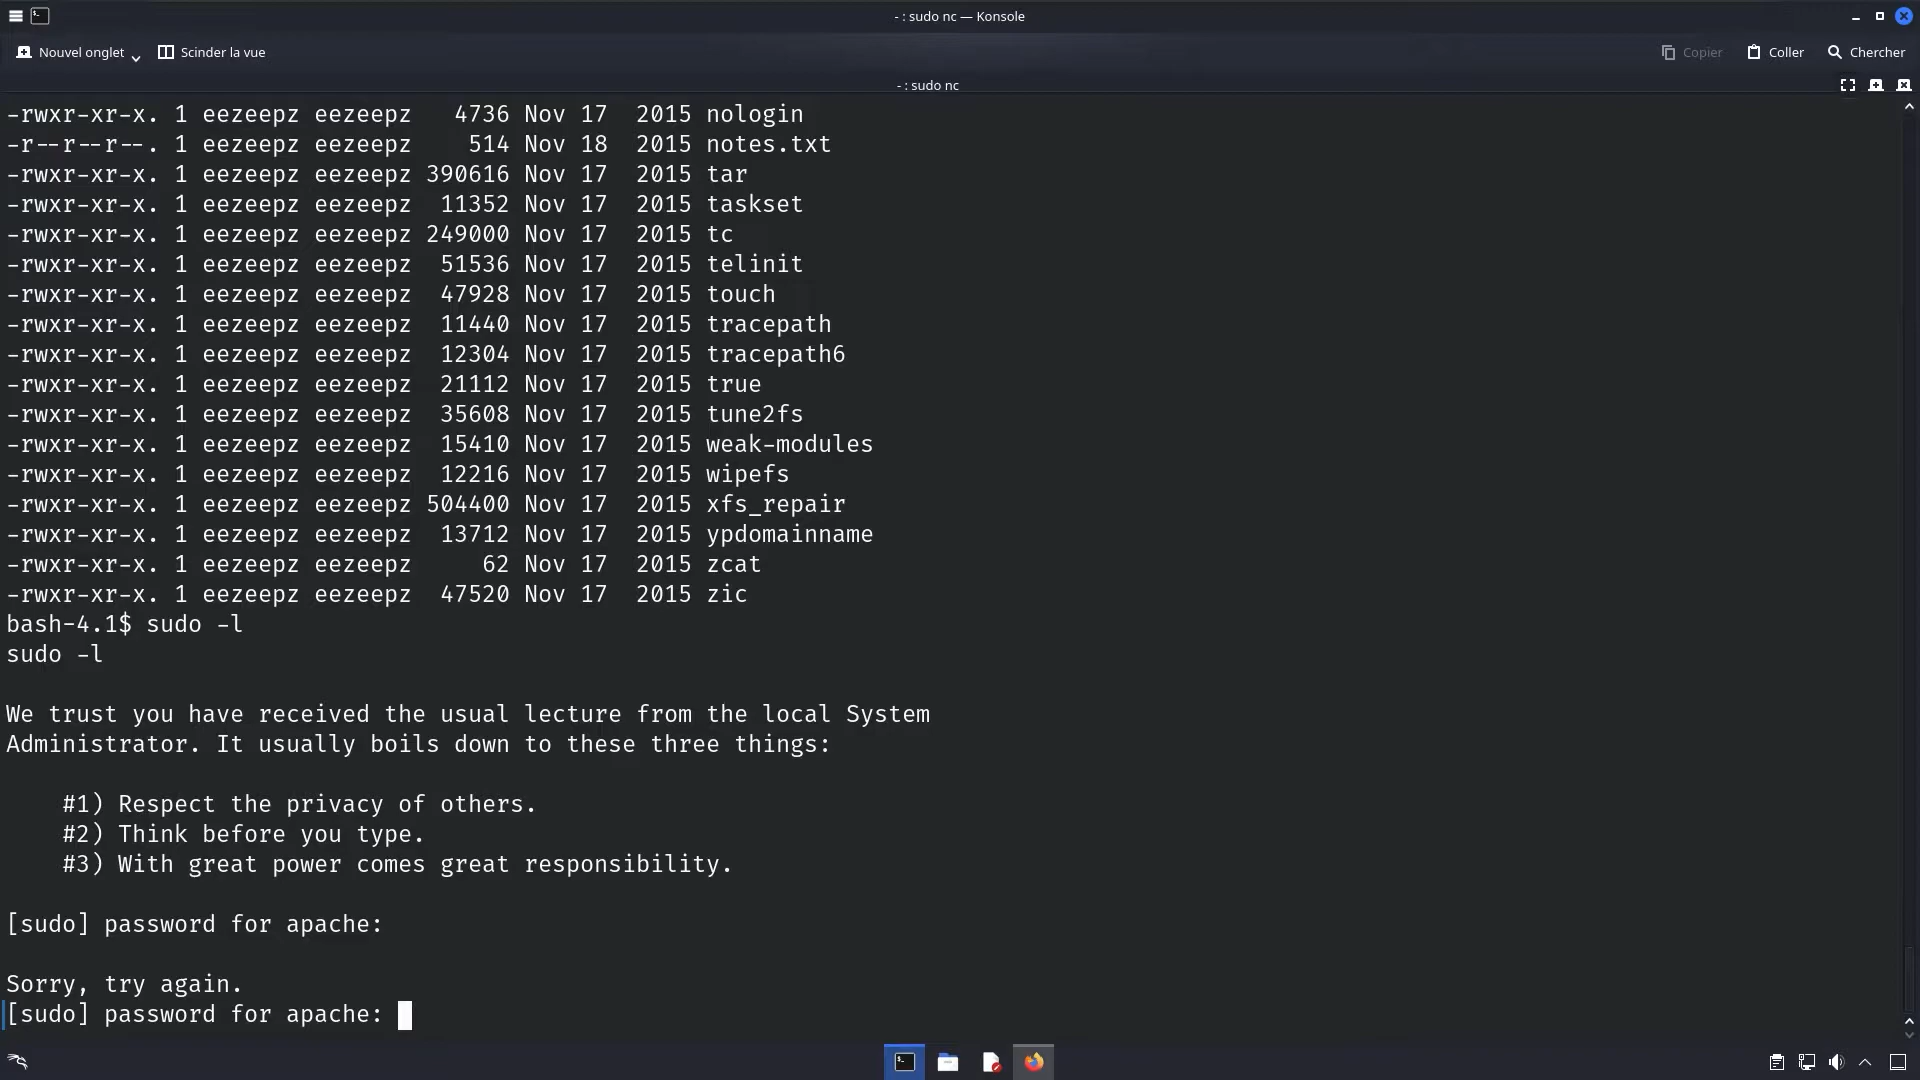 - : sudo nc — Konsole
Nouvel onglet Scinder la vue Copier Coller Chercher
- : sudo nc
-rwxr-xr-x. 1 eezeepz eezeepz   4736 Nov 17  2015 nologin
-r--r--r--. 1 eezeepz eezeepz    514 Nov 18  2015 notes.txt
-rwxr-xr-x. 1 eezeepz eezeepz 390616 Nov 17  2015 tar
-rwxr-xr-x. 1 eezeepz eezeepz  11352 Nov 17  2015 taskset
-rwxr-xr-x. 1 eezeepz eezeepz 249000 Nov 17  2015 tc
-rwxr-xr-x. 1 eezeepz eezeepz  51536 Nov 17  2015 telinit
-rwxr-xr-x. 1 eezeepz eezeepz  47928 Nov 17  2015 touch
-rwxr-xr-x. 1 eezeepz eezeepz  11440 Nov 17  2015 tracepath
-rwxr-xr-x. 1 eezeepz eezeepz  12304 Nov 17  2015 tracepath6
-rwxr-xr-x. 1 eezeepz eezeepz  21112 Nov 17  2015 true
-rwxr-xr-x. 1 eezeepz eezeepz  35608 Nov 17  2015 tune2fs
-rwxr-xr-x. 1 eezeepz eezeepz  15410 Nov 17  2015 weak-modules
-rwxr-xr-x. 1 eezeepz eezeepz  12216 Nov 17  2015 wipefs
-rwxr-xr-x. 1 eezeepz eezeepz 504400 Nov 17  2015 xfs_repair
-rwxr-xr-x. 1 eezeepz eezeepz  13712 Nov 17  2015 ypdomainname
-rwxr-xr-x. 1 eezeepz eezeepz     62 Nov 17  2015 zcat
-rwxr-xr-x. 1 eezeepz eezeepz  47520 Nov 17  2015 zic
bash-4.1$ sudo -l
sudo -l
We trust you have received the usual lecture from the local System
Administrator. It usually boils down to these three things:
#1) Respect the privacy of others.
#2) Think before you type.
#3) With great power comes great responsibility.
[sudo] password for apache:
Sorry, try again.
[sudo] password for apache: